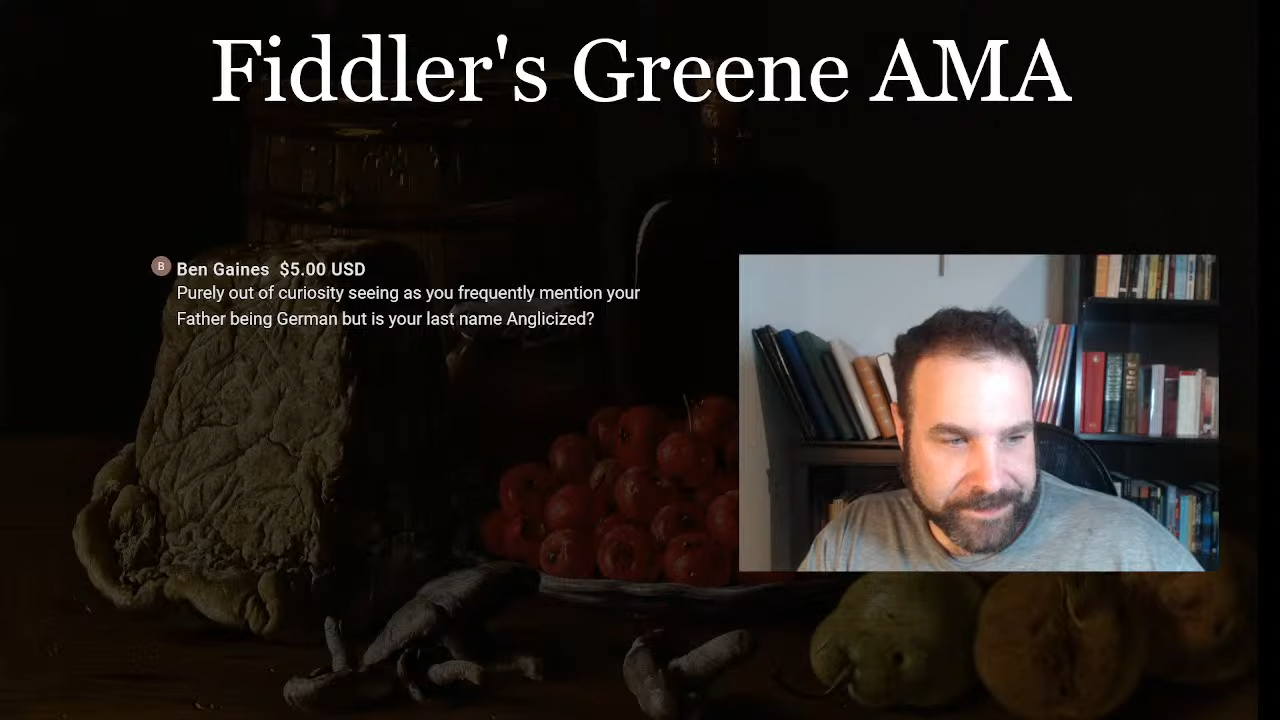 Fiddler's Greene AMA
B Ben Gaines $5.00 USD
Purely out of curiosity seeing as you frequently mention your
Father being German but is your last name Anglicized?